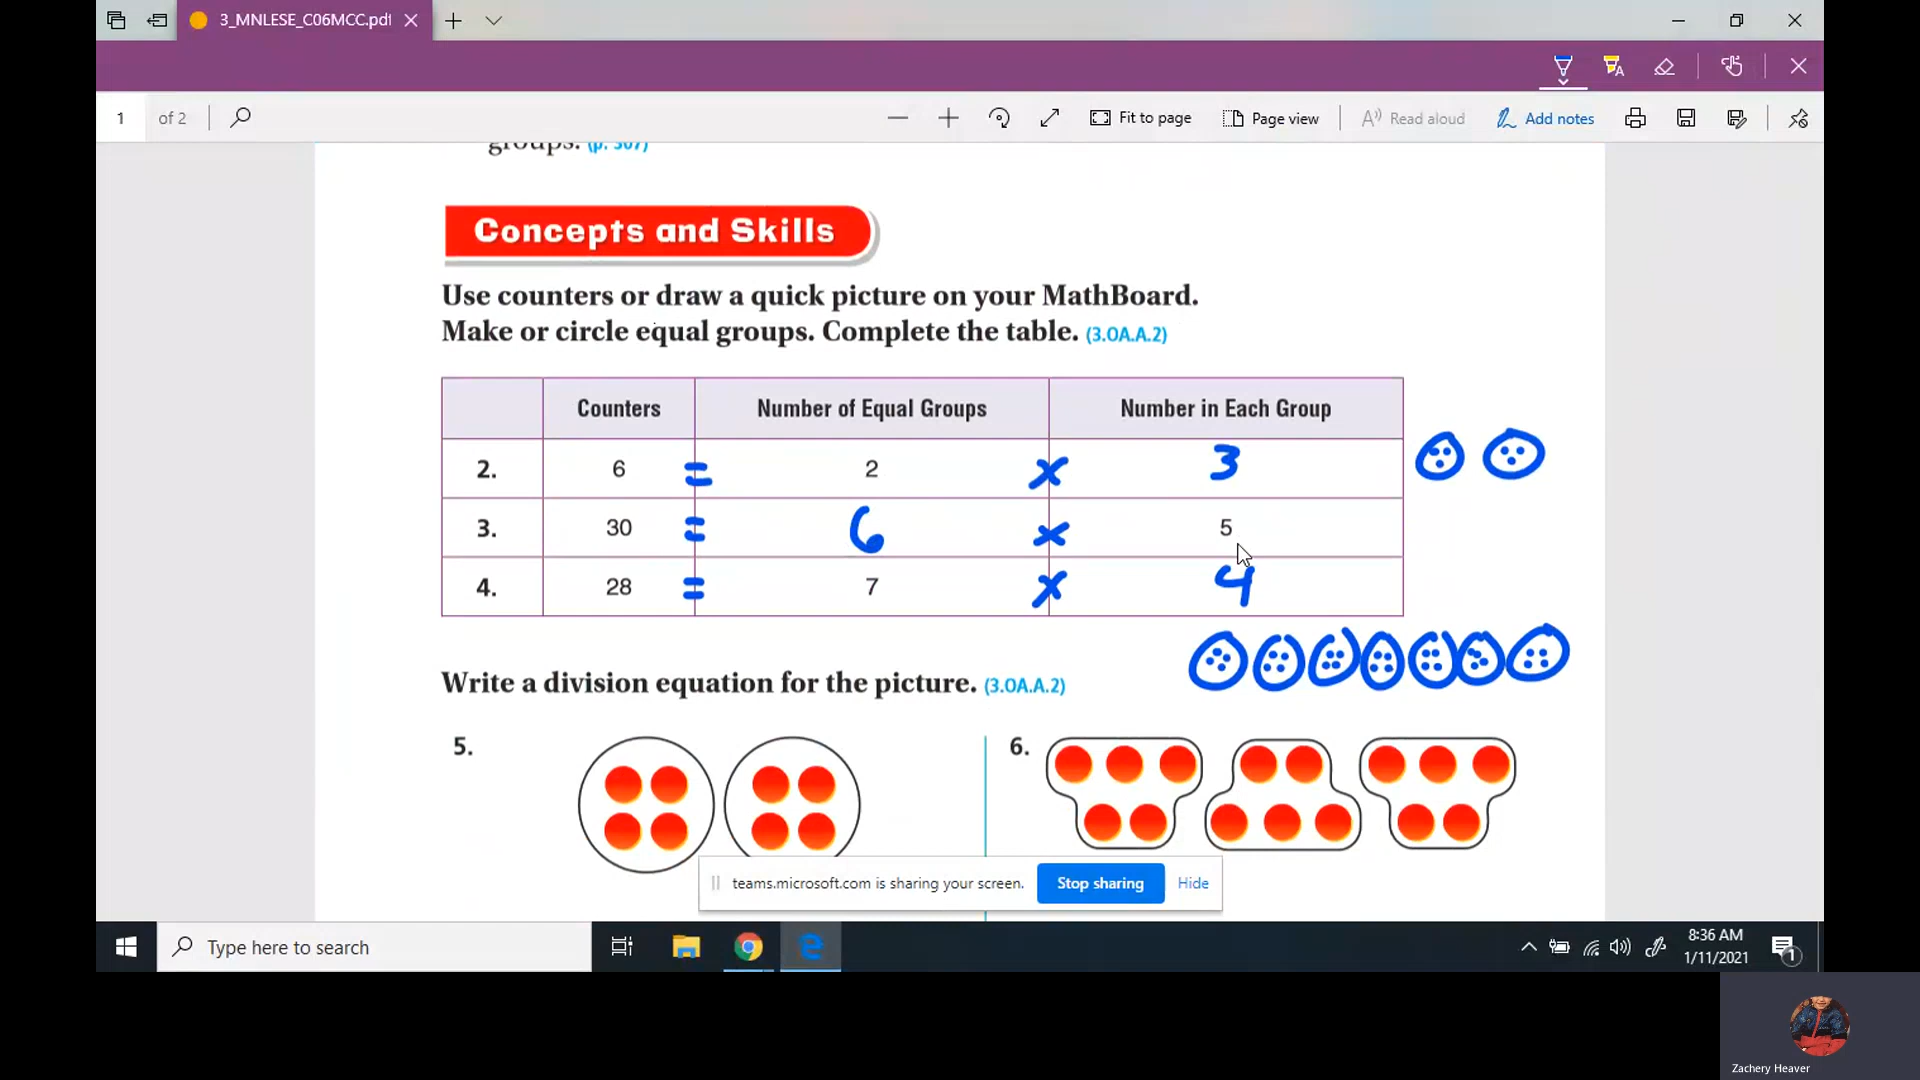 3_MNLESE_C06MCC.pdf
1 of 2 Fit to page Page view Read aloud Add notes
groups. (p. 307)
Concepts and Skills
Use counters or draw a quick picture on your MathBoard.
Make or circle equal groups. Complete the table. (3.OA.A.2)
Counters Number of Equal Groups Number in Each Group
2. 6 = 2 x 3
3. 30 = 6 x 5
4. 28 = 7 x 4
Write a division equation for the picture. (3.OA.A.2)
5. 6.
teams.microsoft.com is sharing your screen. Stop sharing Hide
Type here to search
8:36 AM
1/11/2021
1
Zachery Heaver